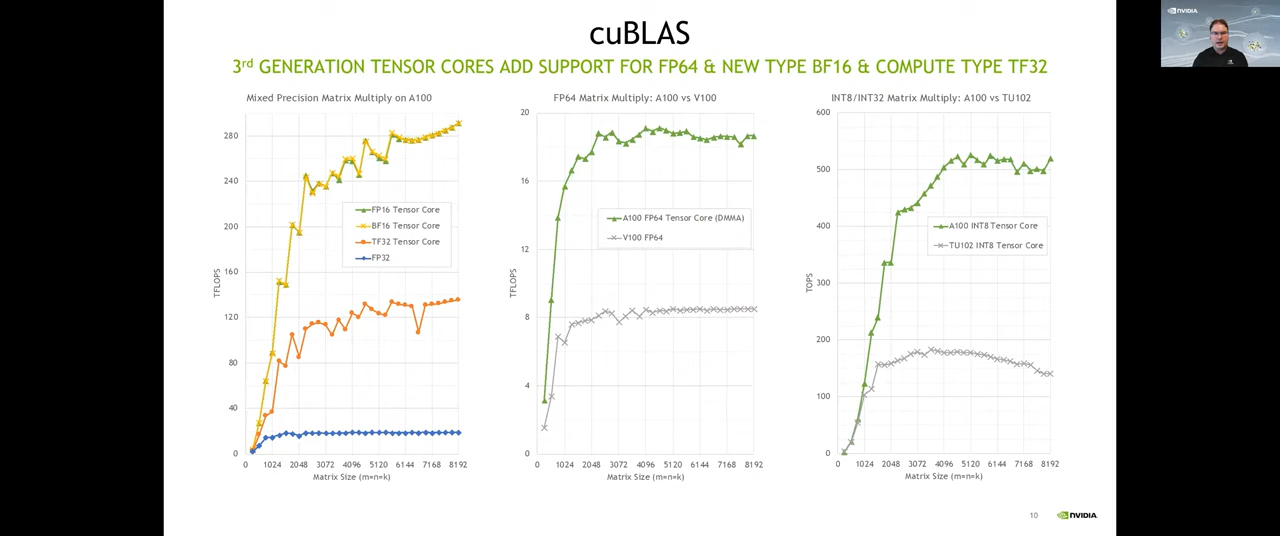 NVIDIA
cuBLAS
3rd GENERATION TENSOR CORES ADD SUPPORT FOR FP64 & NEW TYPE BF16 & COMPUTE TYPE TF32
Mixed Precision Matrix Multiply on A100
280
240
200
160
120
80
40
0
TFLOPS
FP16 Tensor Core
BF16 Tensor Core
TF32 Tensor Core
FP32
0 1024 2048 3072 4096 5120 6144 7168 8192
Matrix Size (m=n=k)
FP64 Matrix Multiply: A100 vs V100
20
16
12
8
4
0
TFLOPS
A100 FP64 Tensor Core (DMMA)
V100 FP64
0 1024 2048 3072 4096 5120 6144 7168 8192
Matrix Size (m=n=k)
INT8/INT32 Matrix Multiply: A100 vs TU102
600
500
400
300
200
100
0
TOPS
A100 INT8 Tensor Core
TU102 INT8 Tensor Core
0 1024 2048 3072 4096 5120 6144 7168 8192
Matrix Size (m=n=k)
10
NVIDIA.